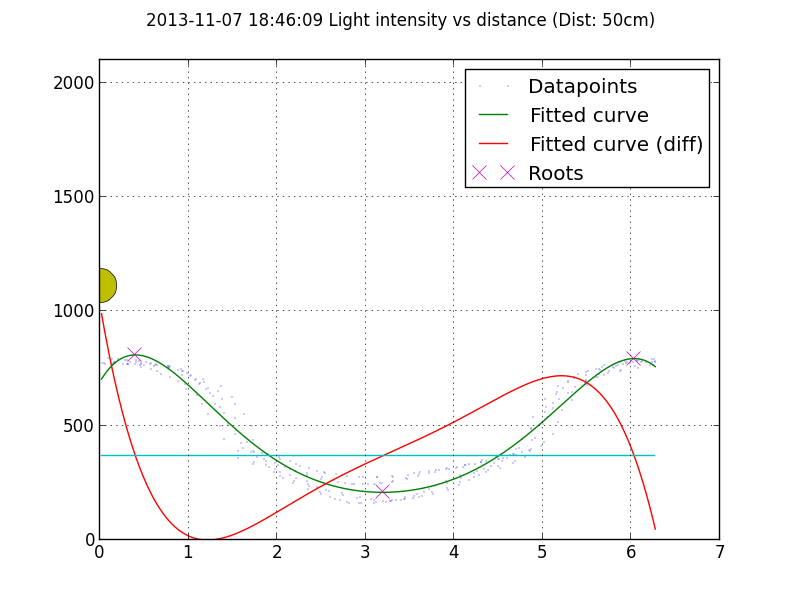 2013-11-07 18:46:09 Light intensity vs distance (Dist: 50cm)
2000
1500
1000
500
0
Datapoints
Fitted curve
Fitted curve (diff)
Roots
0 1 2 3 4 5 6 7